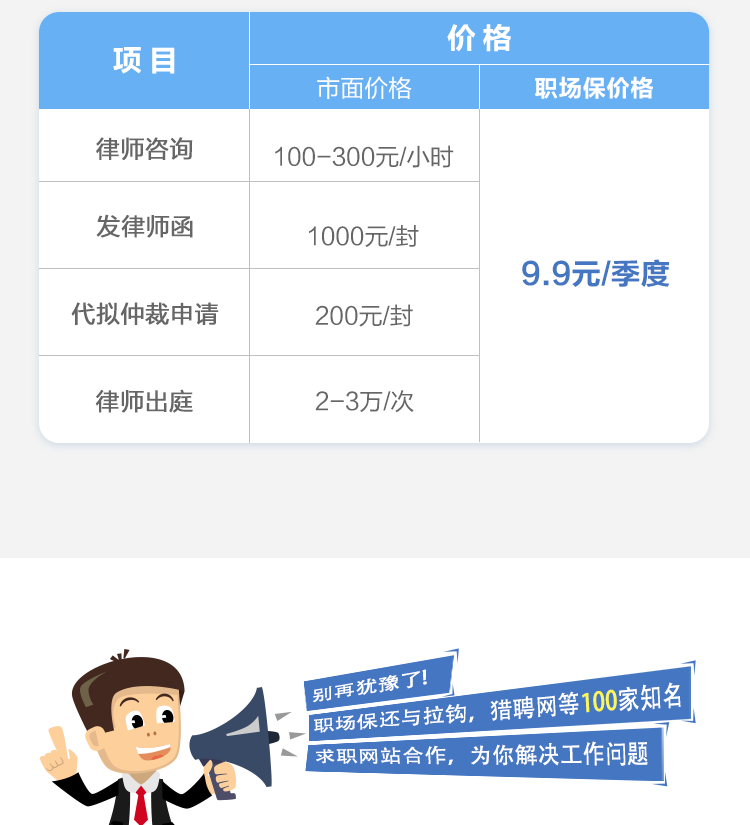 项目
价格
市面价格
职场保价格
律师咨询
100-300元/小时
发律师函
1000元/封
9.9元/季度
代拟仲裁申请
200元/封
律师出庭
2-3万/次
别再犹豫了!
职场保还与拉钩，猎聘网等100家知名
求职网站合作，为你解决工作问题